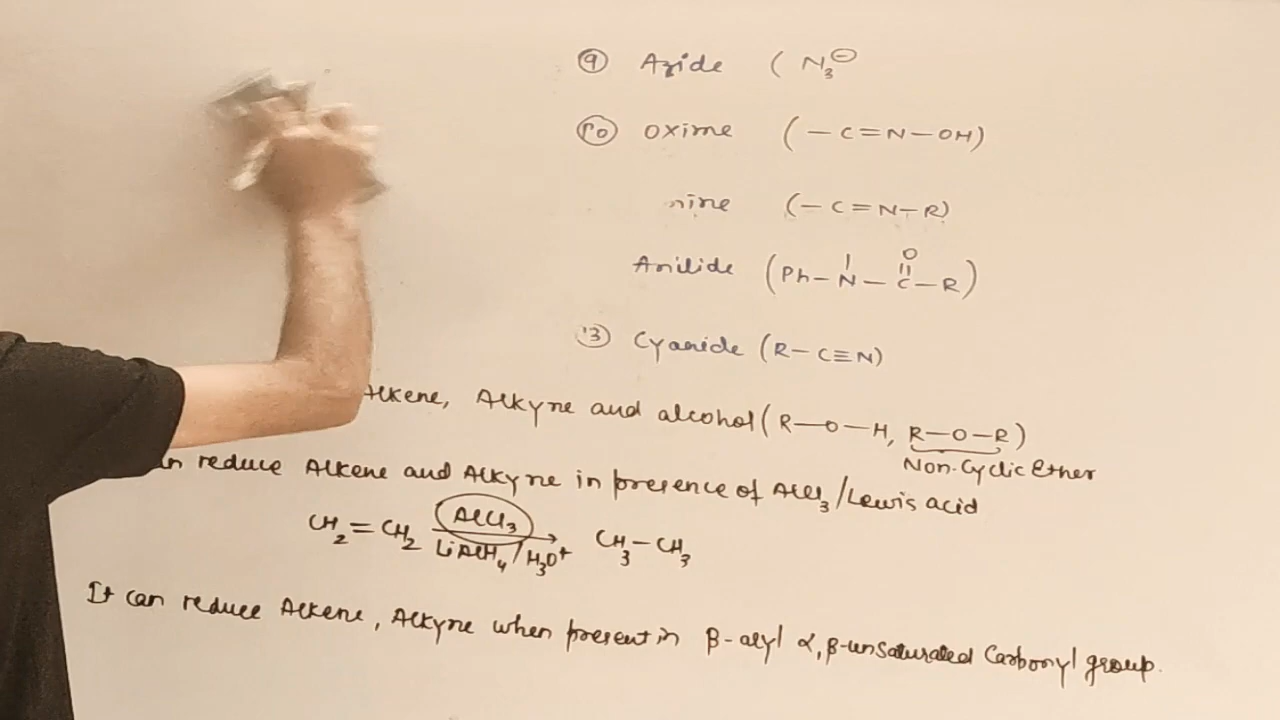 ⑨ Azide ( N₃⊖
⑩ Oxime (– C=N–OH)
nine (– C=N–R)
Anilide (Ph–N–C–R)
O
⑬ Cyanide (R–C≡N)
Alkene, Alkyne and alcohol (R–O–H, R–O–R)
Non-Cyclic Ether
n reduce Alkene and Alkyne in presence of AlCl₃/Lewis acid
CH₂=CH₂ AlCl₃ LiAlH₄/H₃O⁺ → CH₃–CH₃
It can reduce Alkene, Alkyne when present in β-aryl α,β-unsaturated Carbonyl group.